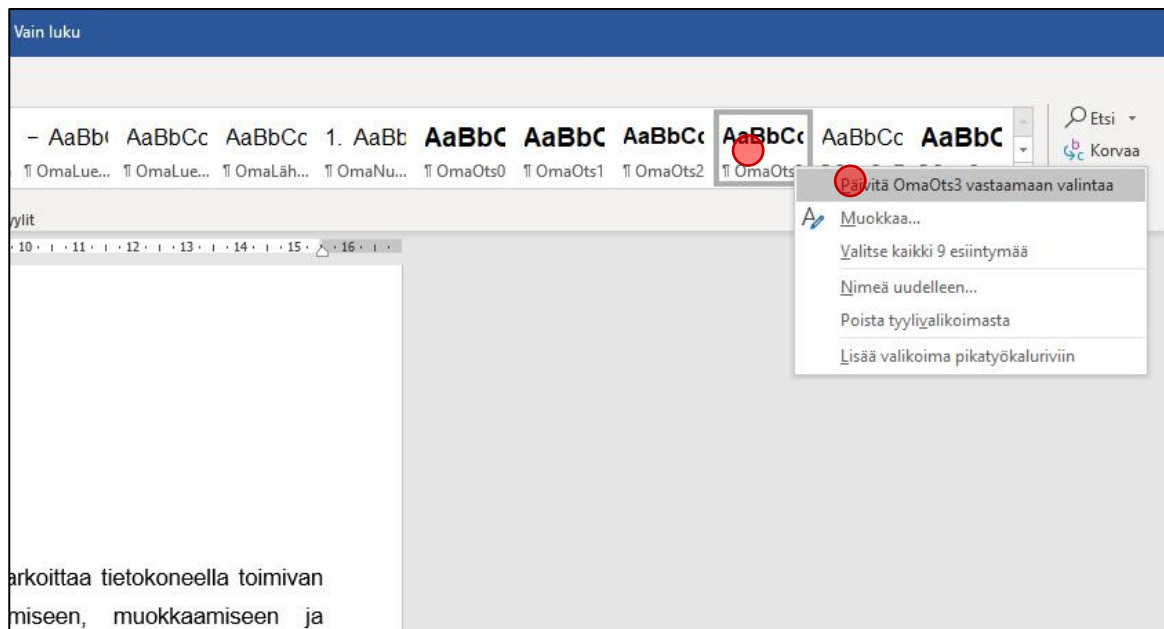 Vain luku
Etsi
Korvaa
– AaBb( AaBbCc AaBbCc 1. AaBb AaBbC AaBbC AaBbCc AaBbCc AaBbCc AaBbC
¶ OmaLue... ¶ OmaLue... ¶ OmaLäh... ¶ OmaNu... ¶ OmaOts0 ¶ OmaOts1 ¶ OmaOts2 ¶ OmaOts
Päivitä OmaOts3 vastaamaan valintaa
Muokkaa...
Valitse kaikki 9 esiintymää
Nimeä uudelleen...
Poista tyylivalikoimasta
Lisää valikoima pikatyökaluriviin
yylit
10 11 12 13 14 15 16
arkoittaa tietokoneella toimivan
miseen, muokkaamiseen ja